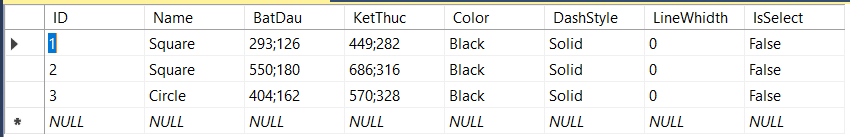 ID Name BatDau KetThuc Color DashStyle LineWhidth IsSelect
1 Square 293;126 449;282 Black Solid 0 False
2 Square 550;180 686;316 Black Solid 0 False
3 Circle 404;162 570;328 Black Solid 0 False
NULL NULL NULL NULL NULL NULL NULL NULL